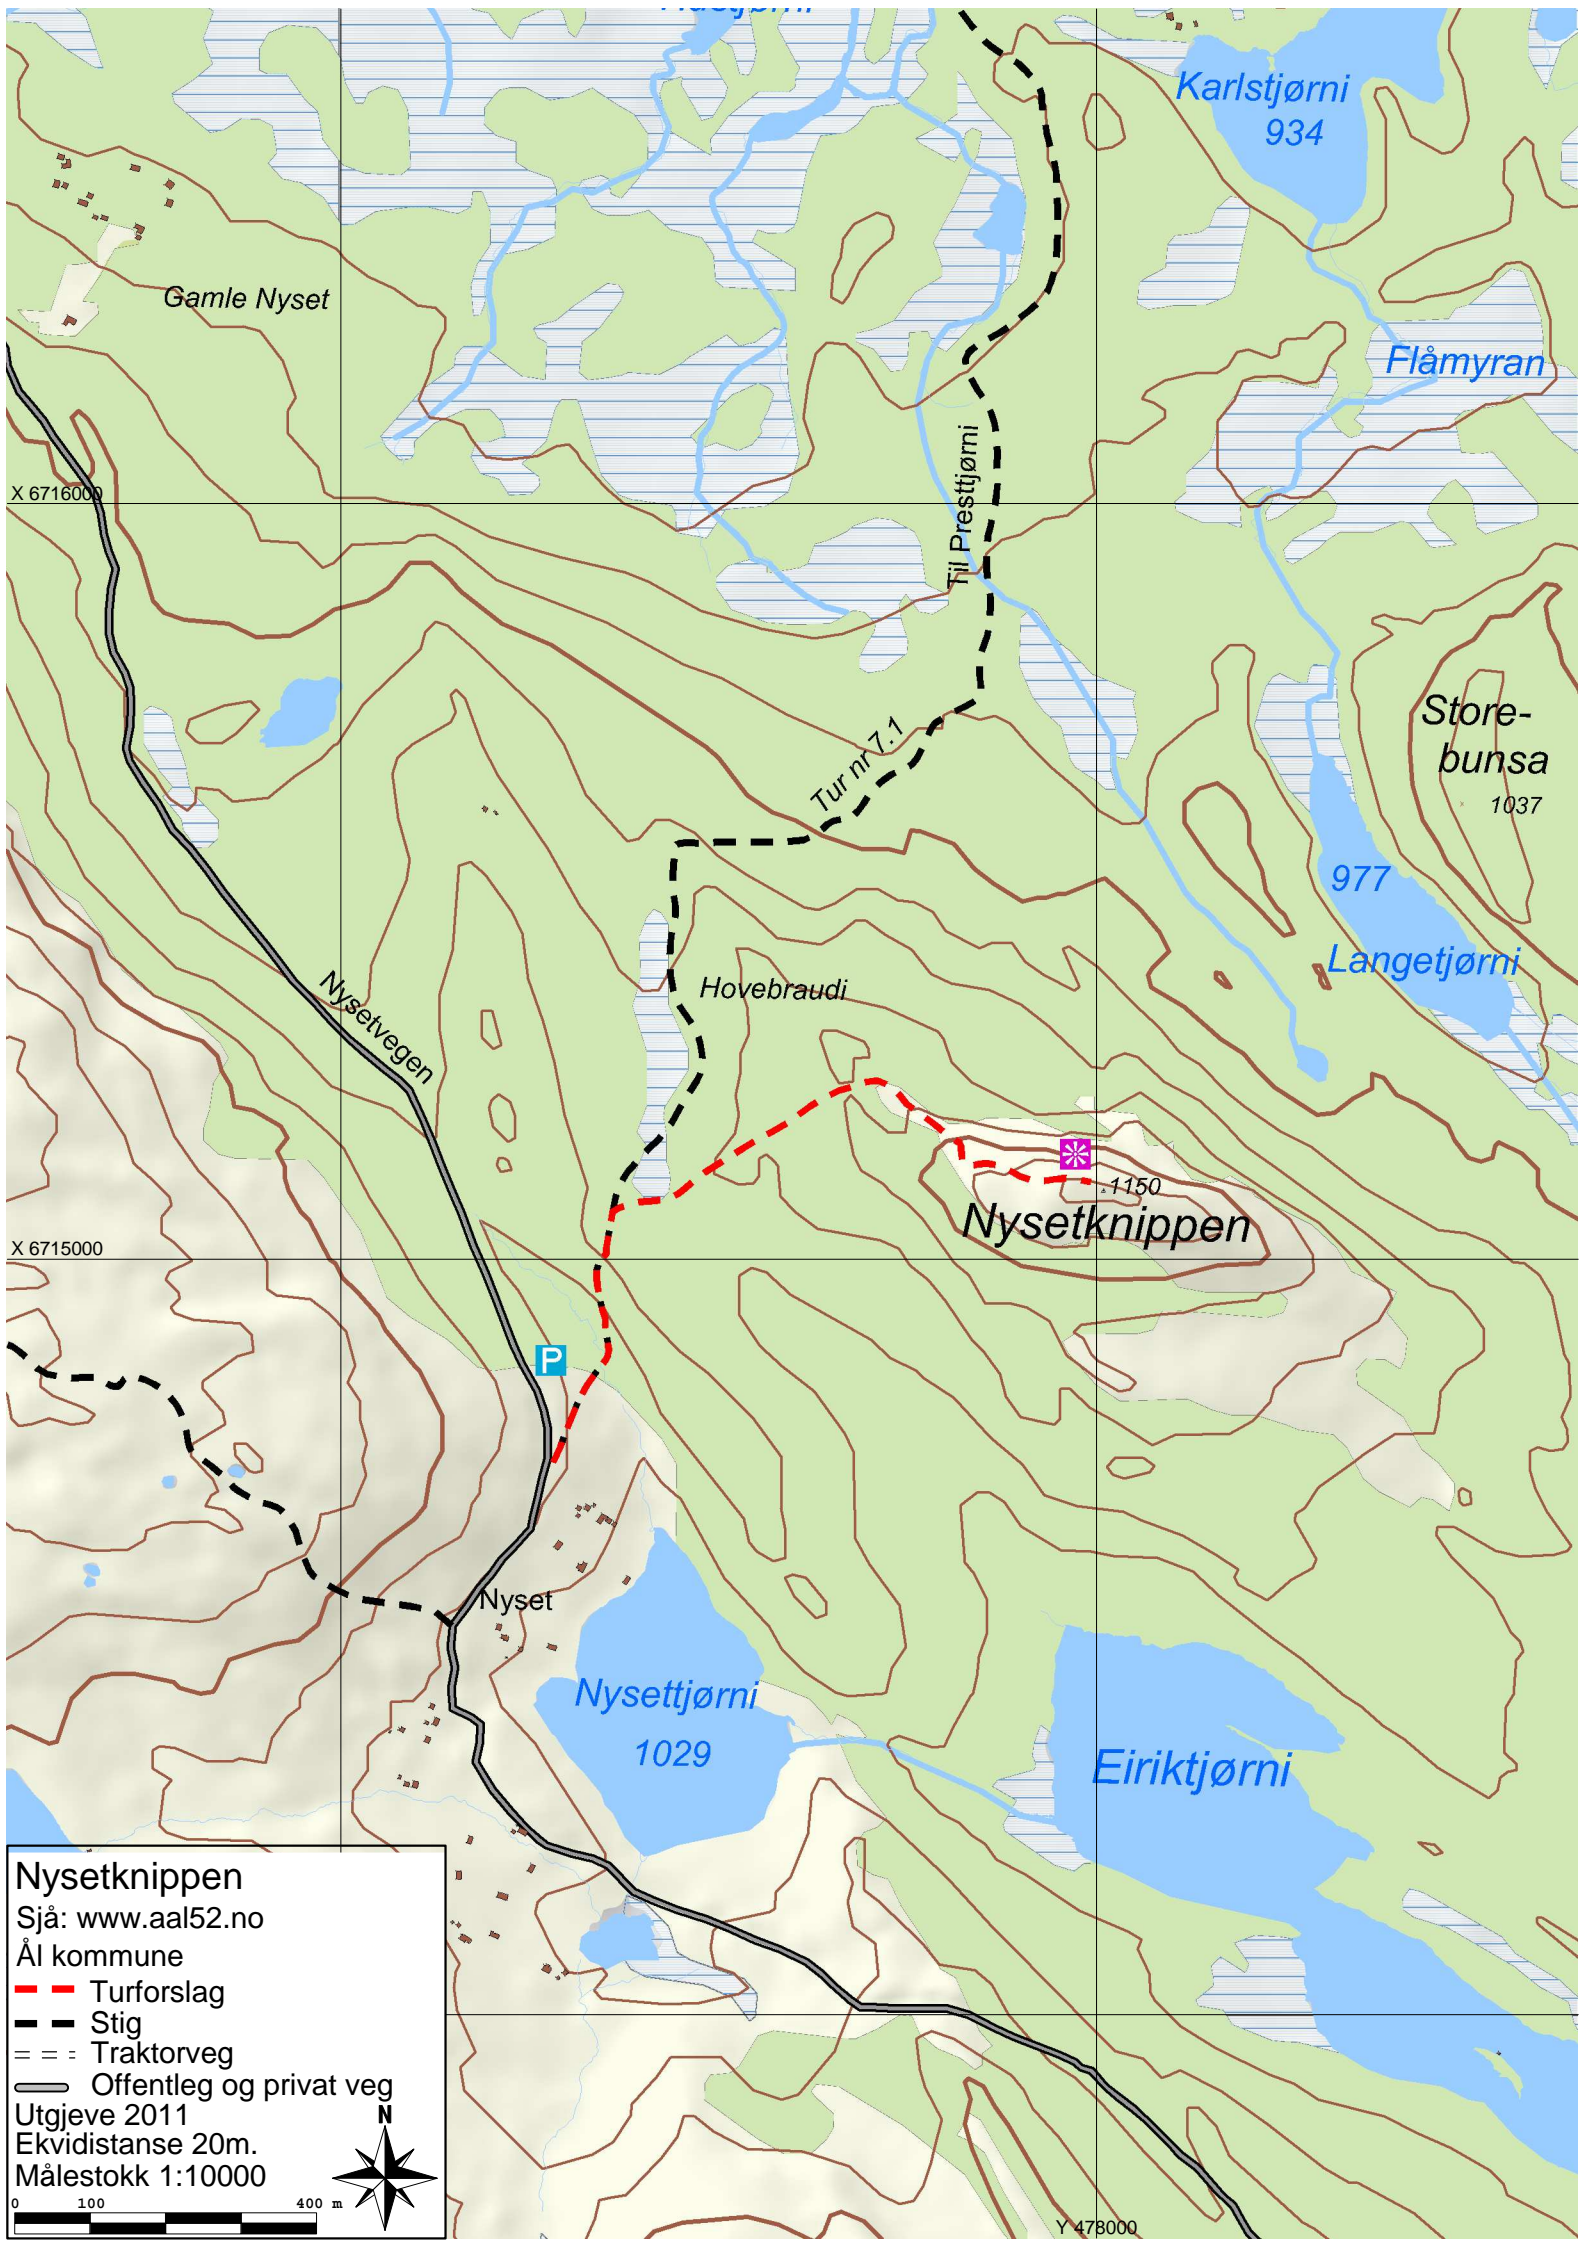 Karlstjørni
934
Gamle Nyset
Flåmyran
X 6716000
Til Presttjørni
Store-
bunsa
1037
Tur nr 7.1
977
Langetjørni
Hovebraudi
Nysetvegen
1150
Nysetknippen
X 6715000
P
Nyset
Nysettjørni
1029
Eiriktjørni
Nysetknippen
Sjå: www.aal52.no
Ål kommune
Turforslag
Stig
Traktorveg
Offentleg og privat veg
Utgjeve 2011
N
Ekvidistanse 20m.
Målestokk 1:10000
0 100 400 m
Y 478000